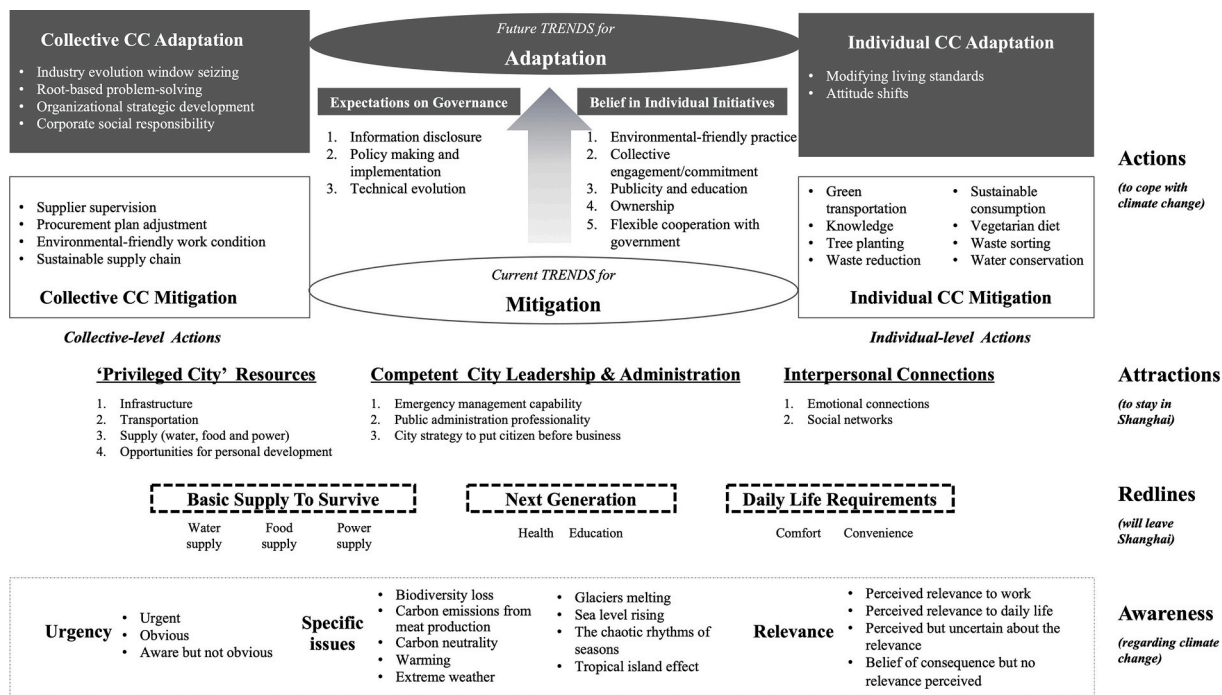 Collective CC Adaptation
• Industry evolution window seizing
• Root-based problem-solving
• Organizational strategic development
• Corporate social responsibility
Future TRENDS for
Adaptation
Individual CC Adaptation
• Modifying living standards
• Attitude shifts
Expectations on Governance
1. Information disclosure
2. Policy making and
implementation
3. Technical evolution
Belief in Individual Initiatives
1. Environmental-friendly practice
2. Collective
engagement/commitment
3. Publicity and education
4. Ownership
5. Flexible cooperation with
government
Actions
(to cope with
climate change)
• Supplier supervision
• Procurement plan adjustment
• Environmental-friendly work condition
• Sustainable supply chain
Collective CC Mitigation
Current TRENDS for
Mitigation
• Green
transportation
• Knowledge
• Tree planting
• Waste reduction
• Sustainable
consumption
• Vegetarian diet
• Waste sorting
• Water conservation
Individual CC Mitigation
Collective-level Actions
Individual-level Actions
‘Privileged City’ Resources
1. Infrastructure
2. Transportation
3. Supply (water, food and power)
4. Opportunities for personal development
Competent City Leadership & Administration
1. Emergency management capability
2. Public administration professionality
3. City strategy to put citizen before business
Interpersonal Connections
1. Emotional connections
2. Social networks
Attractions
(to stay in
Shanghai)
Basic Supply To Survive
Water
supply
Food
supply
Power
supply
Next Generation
Health
Education
Daily Life Requirements
Comfort
Convenience
Redlines
(will leave
Shanghai)
Urgency
• Urgent
• Obvious
• Aware but not obvious
Specific
issues
• Biodiversity loss
• Carbon emissions from
meat production
• Carbon neutrality
• Warming
• Extreme weather
• Glaciers melting
• Sea level rising
• The chaotic rhythms of
seasons
• Tropical island effect
Relevance
• Perceived relevance to work
• Perceived relevance to daily life
• Perceived but uncertain about the
relevance
• Belief of consequence but no
relevance perceived
Awareness
(regarding climate
change)